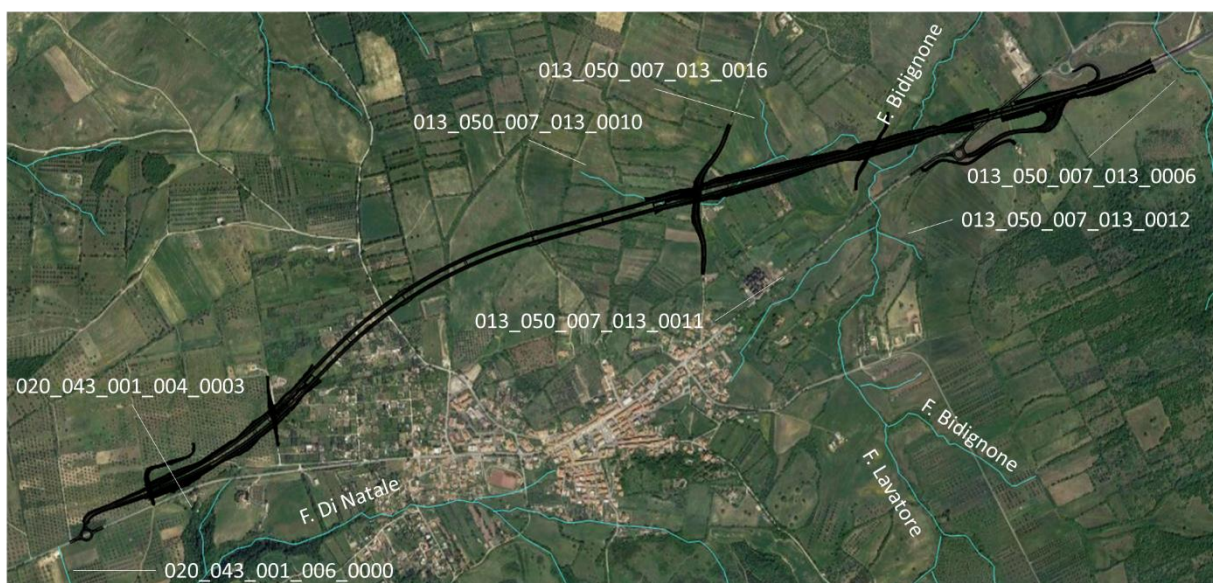 013_050_007_013_0016
F. Bidignone
013_050_007_013_0010
013_050_007_013_0006
013_050_007_013_0012
013_050_007_013_0011
020_043_001_004_0003
F. Bidignone
F. Lavatore
F. Di Natale
020_043_001_006_0000